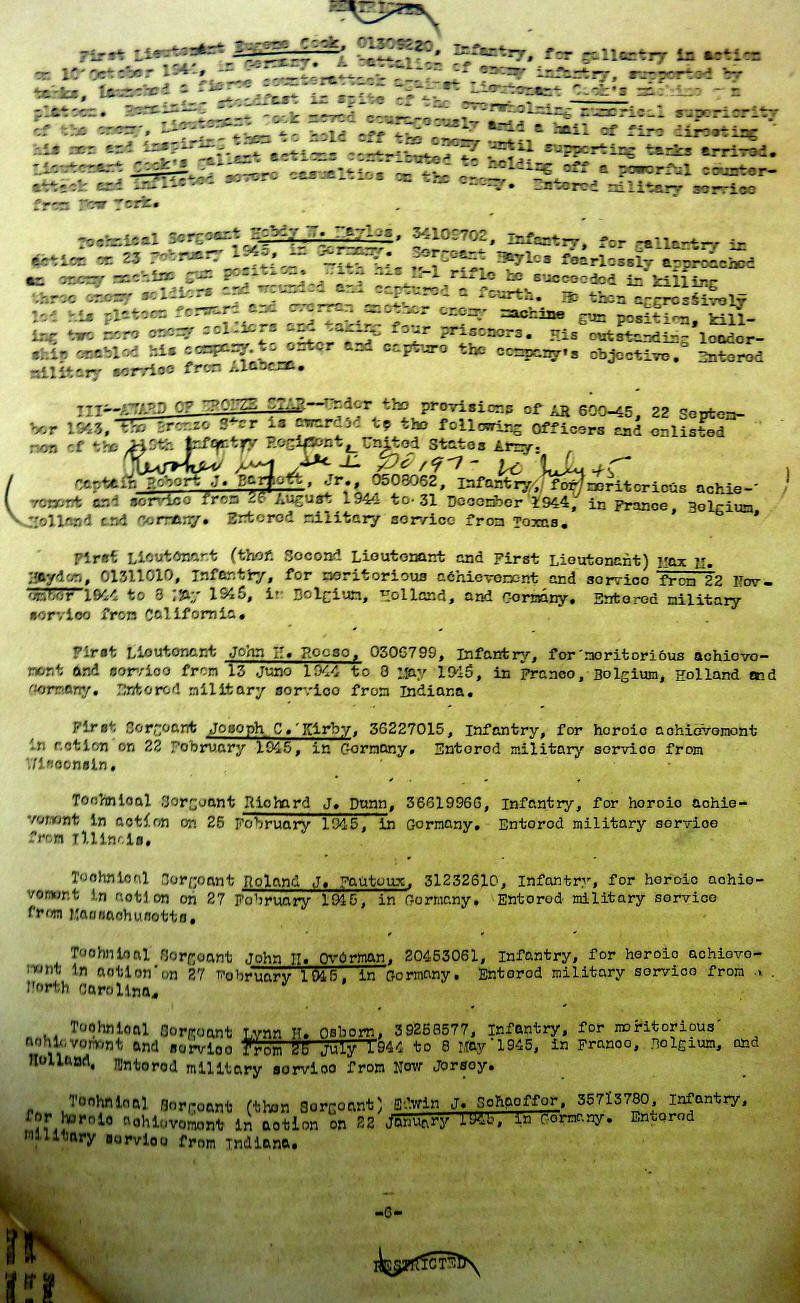 RESTRICTED
First Lieutenant Eugene Cook, 01309220, Infantry, for gallantry in action
on 10 October 1944, in Germany. A battalion of enemy infantry, supported by
tanks, launched a fierce counterattack against Lieutenant Cook's machine
platoon. Remaining steadfast in spite of the overwhelming numerical superiority
of the enemy, Lieutenant Cook moved courageously amid a hail of fire directing
his men and inspiring them to hold off the enemy until supporting tanks arrived.
Lieutenant Cook's gallant actions contributed to holding off a powerful counter-
attack and inflicted severe casualties on the enemy. Entered military service
from New York.
Technical Sergeant Hobdy W. Hayles, 34109702, Infantry, for gallantry in
action on 23 February 1945, in Germany. Sergeant Hayles fearlessly approached
an enemy machine gun position. With his M-1 rifle he succeeded in killing
three enemy soldiers and wounded and captured a fourth. He then aggressively
led his platoon forward and overran another enemy machine gun position, kill-
ing two more enemy soldiers and taking four prisoners. His outstanding leader-
ship enabled his company to enter and capture the company's objective. Entered
military service from Alabama.
III--AWARD OF BRONZE STAR--Under the provisions of AR 600-45, 22 Septem-
ber 1943, the Bronze Star is awarded to the following Officers and enlisted
men of the 119th Infantry Regiment, United States Army:
July 45
Captain Robert J. Barnott, Jr., 0508062, Infantry, for meritorious achie-
vement and service from 26 August 1944 to 31 December 1944, in France, Belgium,
Holland and Germany. Entered military service from Texas.
First Lieutenant (then Second Lieutenant and First Lieutenant) Max M.
Haydon, 01311010, Infantry, for meritorious achievement and service from 22 Nov-
ember 1944 to 8 May 1945, in Belgium, Holland, and Germany. Entered military
service from California.
First Lieutenant John H. Reese, 0306799, Infantry, for meritorious achieve-
ment and service from 13 June 1944 to 8 May 1945, in France, Belgium, Holland and
Germany. Entered military service from Indiana.
First Sergeant Joseph C. Kirby, 36227015, Infantry, for heroic achievement
in action on 22 February 1945, in Germany. Entered military service from
Wisconsin.
Technical Sergeant Richard J. Dunn, 36619966, Infantry, for heroic achie-
vement in action on 25 February 1945, in Germany. Entered military service
from Illinois.
Technical Sergeant Roland J. Pautoux, 31232610, Infantry, for heroic achie-
vement in action on 27 February 1945, in Germany. Entered military service
from Massachusetts.
Technical Sergeant John H. Overman, 20453061, Infantry, for heroic achieve-
ment in action on 27 February 1945, in Germany. Entered military service from
North Carolina.
Technical Sergeant Lynn H. Osborn, 39258577, Infantry, for meritorious
achievement and service from 25 July 1944 to 8 May 1945, in France, Belgium, and
Holland. Entered military service from New Jersey.
Technical Sergeant (then Sergeant) Edwin J. Schaeffer, 35713780, Infantry,
for heroic achievement in action on 22 January 1945, in Germany. Entered
military service from Indiana.
-6-
RESTRICTED